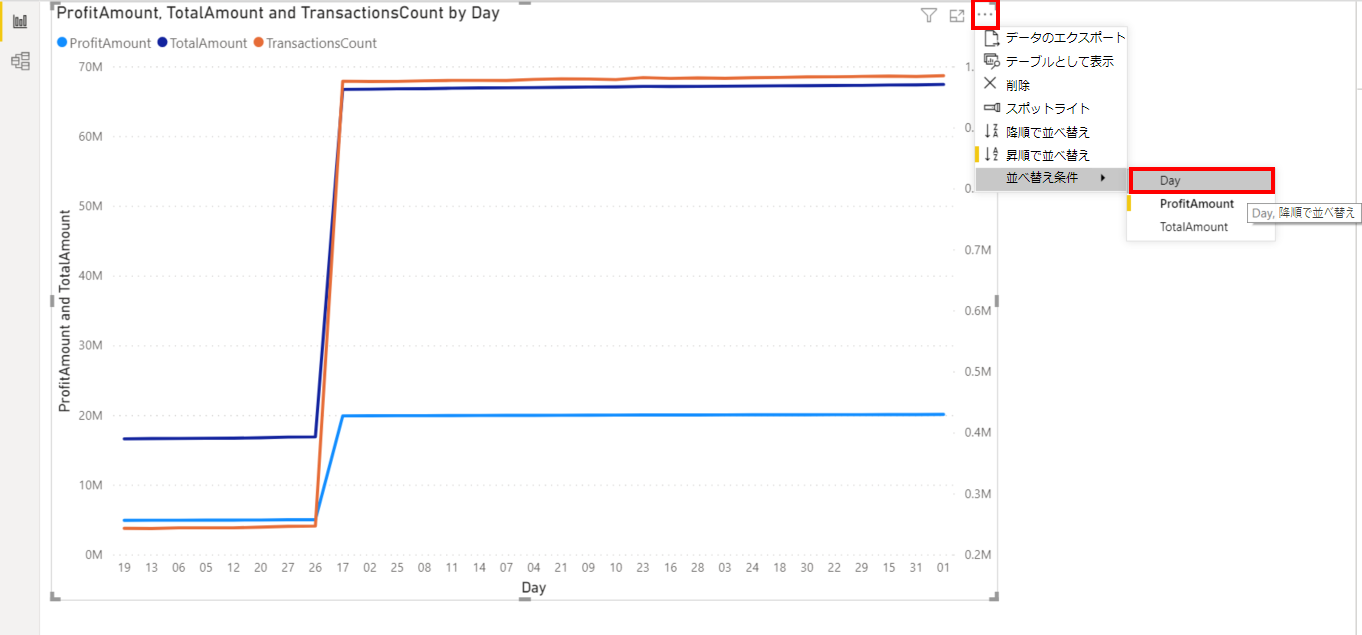 ProfitAmount, TotalAmount and TransactionsCount by Day
ProfitAmount TotalAmount TransactionsCount
70M
60M
50M
40M
30M
20M
10M
0M
ProfitAmount and TotalAmount
19 13 06 05 12 20 27 26 17 02 25 08 11 14 07 04 21 09 10 23 16 28 03 24 18 30 22 29 15 31 01
Day
1.
0.
0.
0.7M
0.6M
0.5M
0.4M
0.3M
0.2M
データのエクスポート
テーブルとして表示
削除
スポットライト
降順で並べ替え
昇順で並べ替え
並べ替え条件
Day
ProfitAmount
TotalAmount
Day, 降順で並べ替え